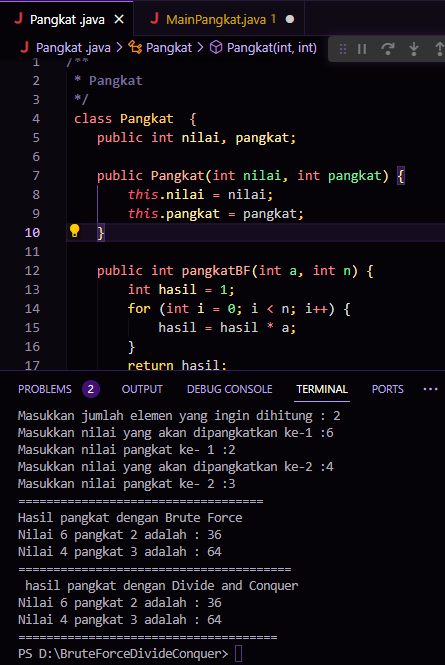 J Pangkat .java ×
J MainPangkat.java 1 ●
J Pangkat .java > Pangkat > Pangkat(int, int)
1 /**
2 * Pangkat
3 */
4 class Pangkat {
5 public int nilai, pangkat;
6
7 public Pangkat(int nilai, int pangkat) {
8 this.nilai = nilai;
9 this.pangkat = pangkat;
10 }
11
12 public int pangkatBF(int a, int n) {
13 int hasil = 1;
14 for (int i = 0; i < n; i++) {
15 hasil = hasil * a;
16 }
17 return hasil;
PROBLEMS 2 OUTPUT DEBUG CONSOLE TERMINAL PORTS ···
Masukkan jumlah elemen yang ingin dihitung : 2
Masukkan nilai yang akan dipangkatkan ke-1 :6
Masukkan nilai pangkat ke- 1 :2
Masukkan nilai yang akan dipangkatkan ke-2 :4
Masukkan nilai pangkat ke- 2 :3
===================================
Hasil pangkat dengan Brute Force
Nilai 6 pangkat 2 adalah : 36
Nilai 4 pangkat 3 adalah : 64
=======================================
hasil pangkat dengan Divide and Conquer
Nilai 6 pangkat 2 adalah : 36
Nilai 4 pangkat 3 adalah : 64
=====================================
PS D:\BruteForceDivideConquer>